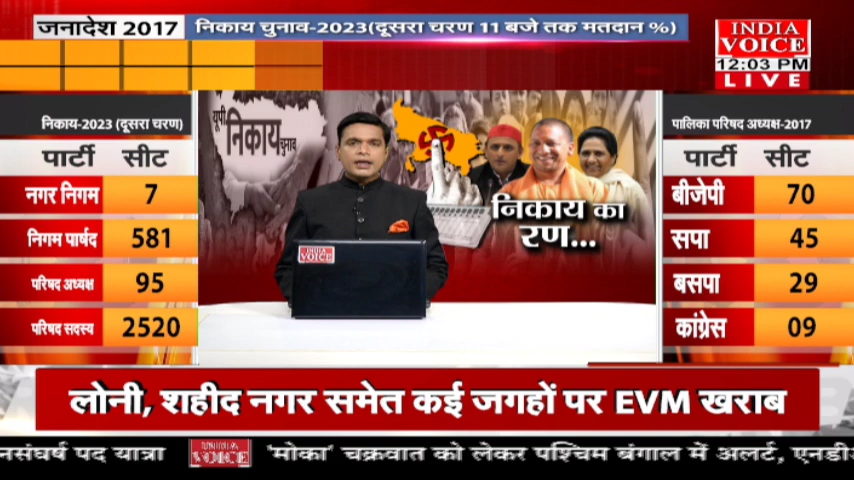 जनादेश 2017
निकाय चुनाव-2023(दूसरा चरण 11 बजे तक मतदान %)
INDIA
VOICE
12:03 PM
LIVE
निकाय-2023 (दूसरा चरण)
पार्टी सीट
नगर निगम 7
निगम पार्षद 581
परिषद अध्यक्ष 95
परिषद सदस्य 2520
यूपी
निकाय
चुनाव
निकाय का
रण...
INDIA
VOICE
पालिका परिषद अध्यक्ष-2017
पार्टी सीट
बीजेपी 70
सपा 45
बसपा 29
कांग्रेस 09
लोनी, शहीद नगर समेत कई जगहों पर EVM खराब
नसंघर्ष पद यात्रा INDIA VOICE 'मोका' चक्रवात को लेकर पश्चिम बंगाल में अलर्ट, एनडी